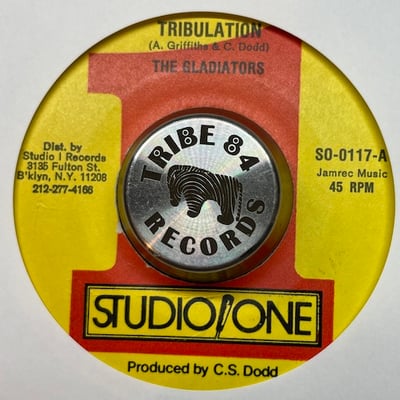 TRIBULATION
(A. Griffiths & C. Dodd)
THE GLADIATORS
Dist. by
Studio I Records
3135 Fulton St.
B'klyn, N.Y. 11208
212-277-4166
TRIBE 84
RECORDS
SO-0117-A
Jamrec Music
45 RPM
STUDIO ONE
Produced by C.S. Dodd